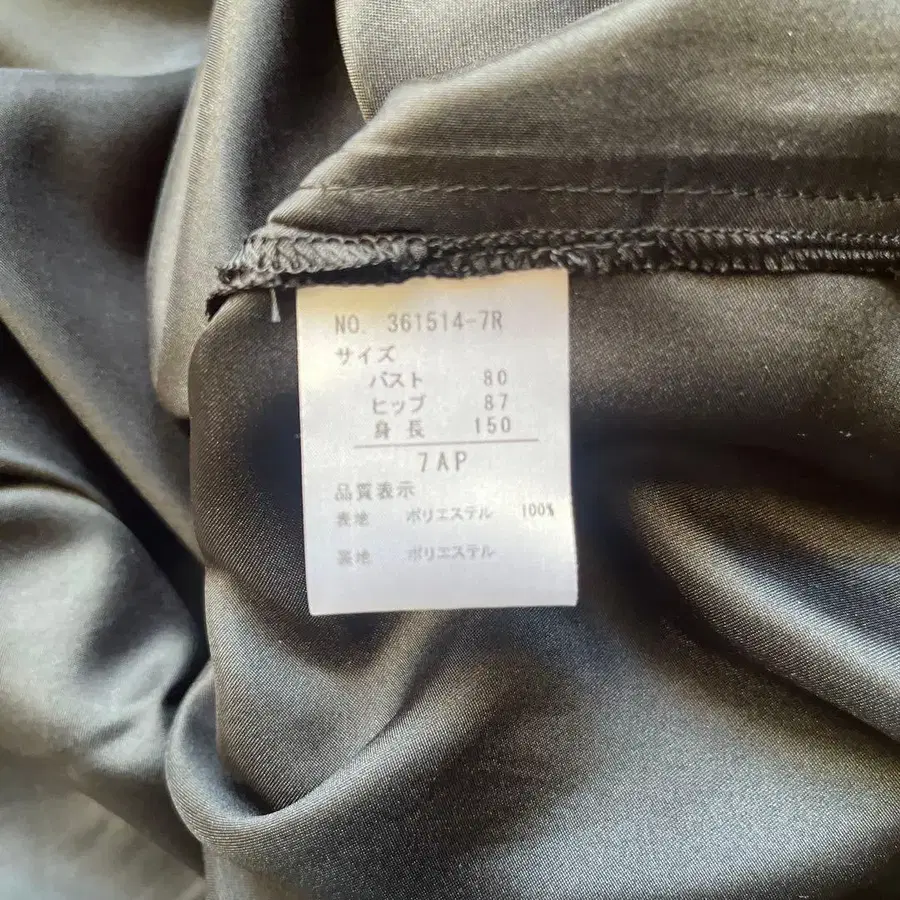 NO. 361514-7R
サイズ
バスト 80
ヒップ 87
身長 150
7AP
品質表示
表地 ポリエステル 100%
裏地 ポリエステル